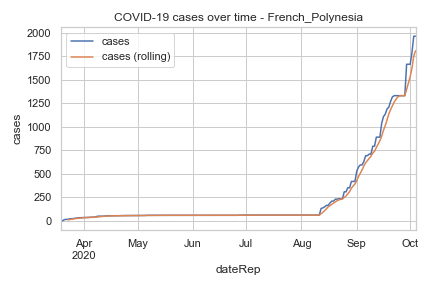 COVID-19 cases over time - French_Polynesia
cases
cases (rolling)
2000
1750
1500
1250
1000
750
500
250
0
cases
Apr
2020
May
Jun
Jul
Aug
Sep
Oct
dateRep